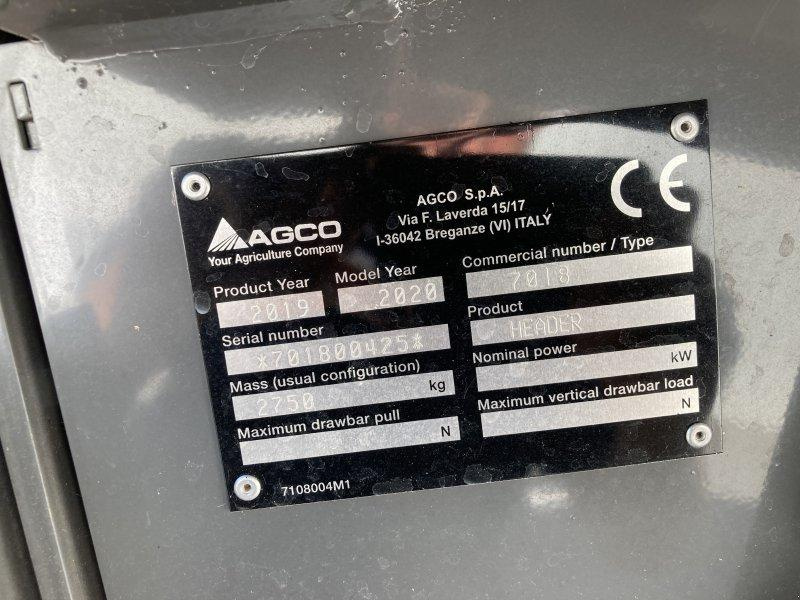 AGCO
Your Agriculture Company
AGCO S.p.A.
Via F. Laverda 15/17
I-36042 Breganze (VI) ITALY
CE
Product Year
2019
Model Year
2020
Commercial number / Type
7018
Serial number
*701800425*
Product
HEADER
Mass (usual configuration)
2750 kg
Nominal power
kW
Maximum drawbar pull
N
Maximum vertical drawbar load
N
7108004M1